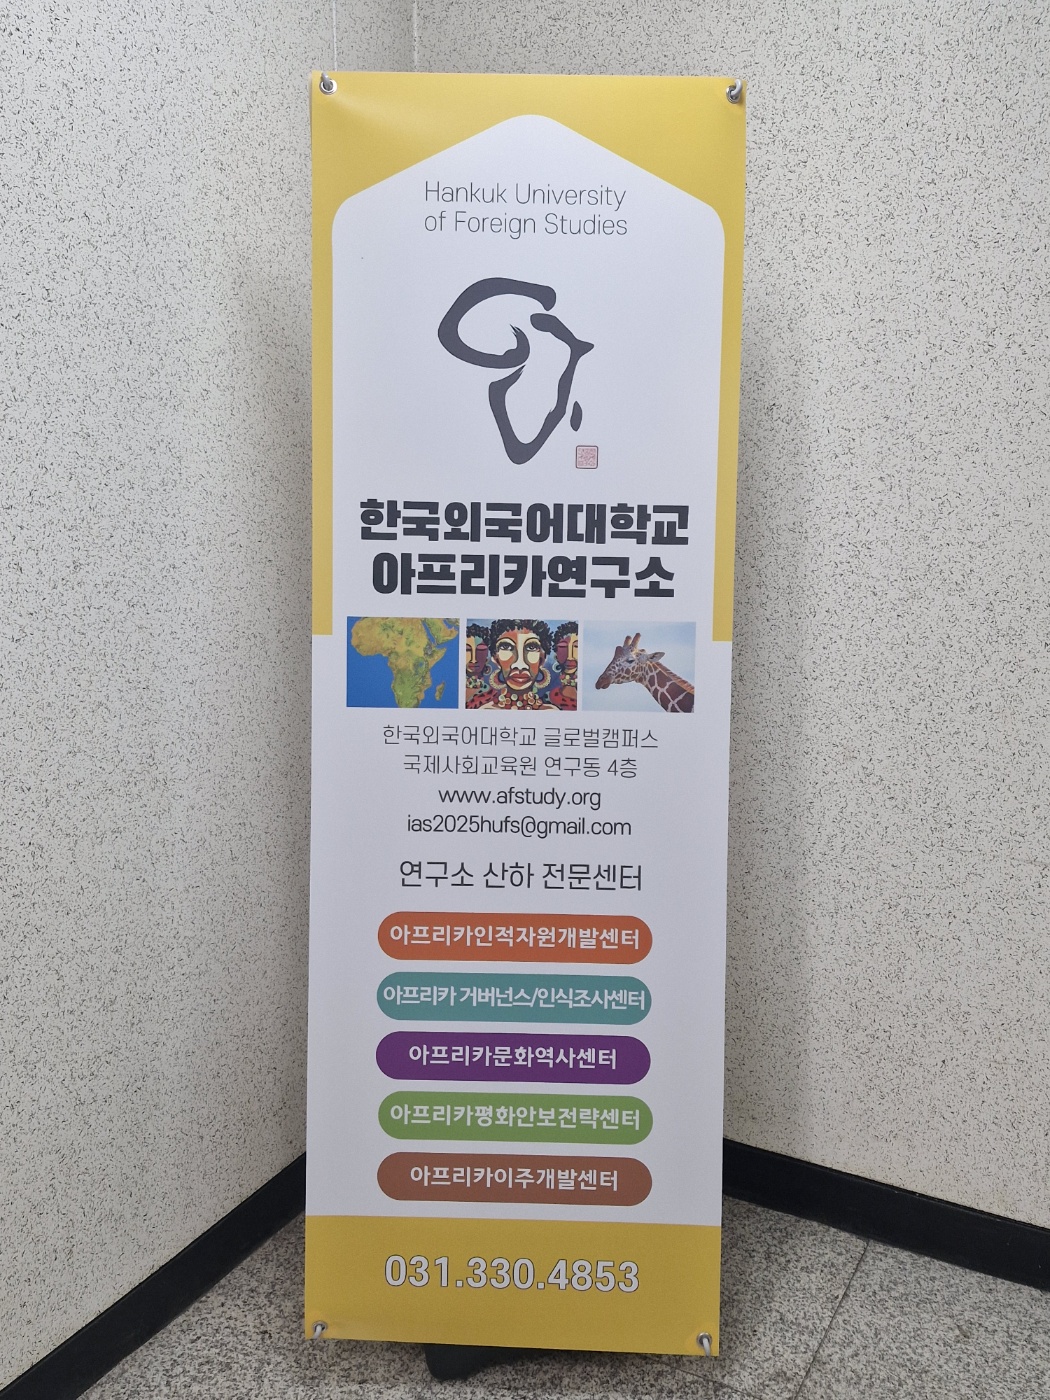 Hankuk University
of Foreign Studies
한국외국어대학교
아프리카연구소
한국외국어대학교 글로벌캠퍼스
국제사회교육원 연구동 4층
www.afstudy.org
ias2025hufs@gmail.com
연구소 산하 전문센터
아프리카인적자원개발센터
아프리카 거버넌스/인식조사센터
아프리카문화역사센터
아프리카평화안보전략센터
아프리카이주개발센터
031.330.4853